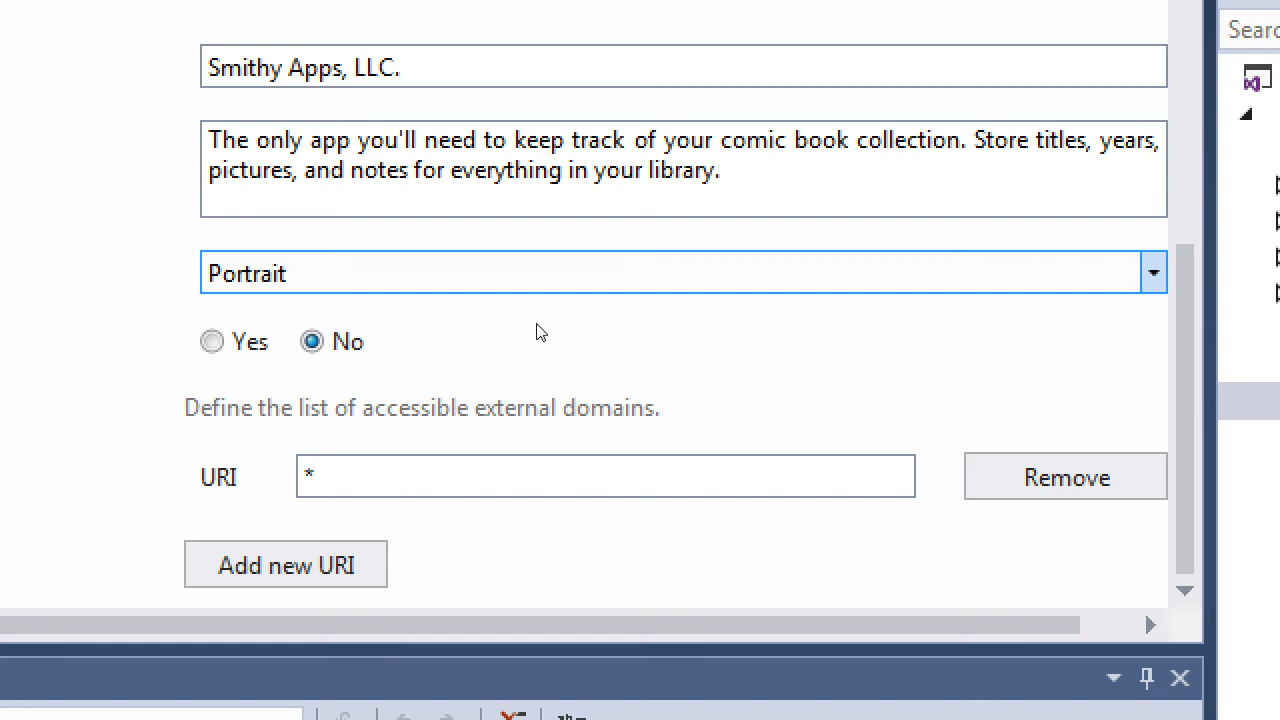 Searc
Smithy Apps, LLC.
The only app you'll need to keep track of your comic book collection. Store titles, years,
pictures, and notes for everything in your library.
Portrait
Yes No
Define the list of accessible external domains.
URI * Remove
Add new URI